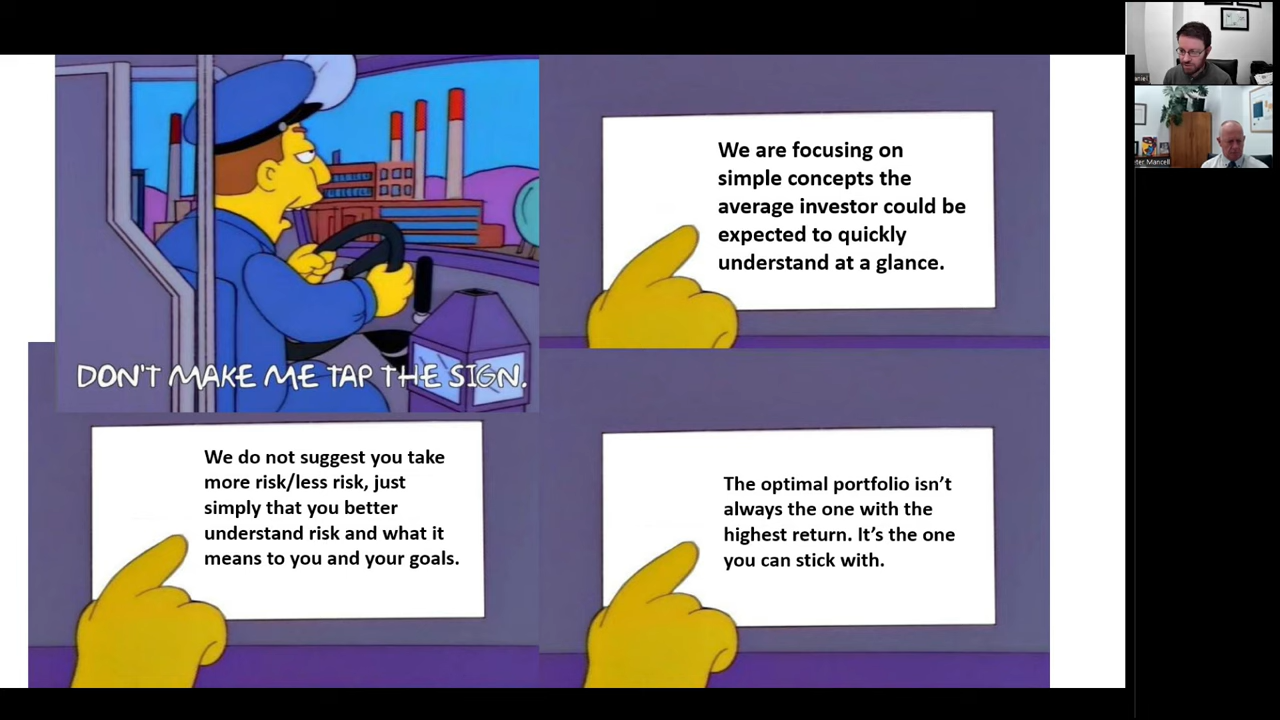 DON'T MAKE ME TAP THE SIGN.
We are focusing on
simple concepts the
average investor could be
expected to quickly
understand at a glance.
We do not suggest you take
more risk/less risk, just
simply that you better
understand risk and what it
means to you and your goals.
The optimal portfolio isn’t
always the one with the
highest return. It’s the one
you can stick with.
Mancell